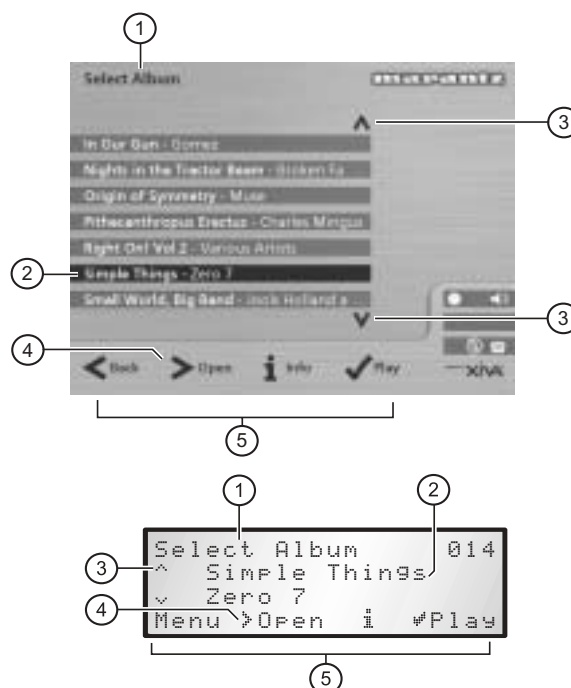 1
Select Album
3
In Our Gun - Gomez
Nights in the Tractor Beam - Broken Fa
Origin of Symmetry - Muse
Pithecanthropus Erectus - Charles Mingus
Right On! Vol 2 - Various Artists
2
Simple Things - Zero 7
Small World, Big Band - Jools Holland a
3
4
Back
Open
i Info
Play
XiVA
5
1
2
Select Album 014
3
^ Simple Things
v Zero 7
4
Menu >Open i ✔Play
5